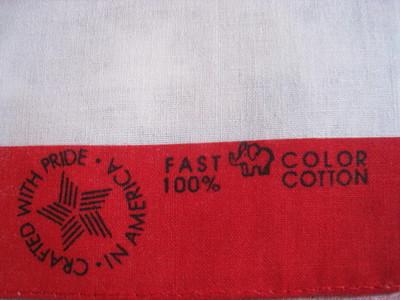 CRAFTED WITH PRIDE • IN AMERICA •
FAST COLOR
100% COTTON